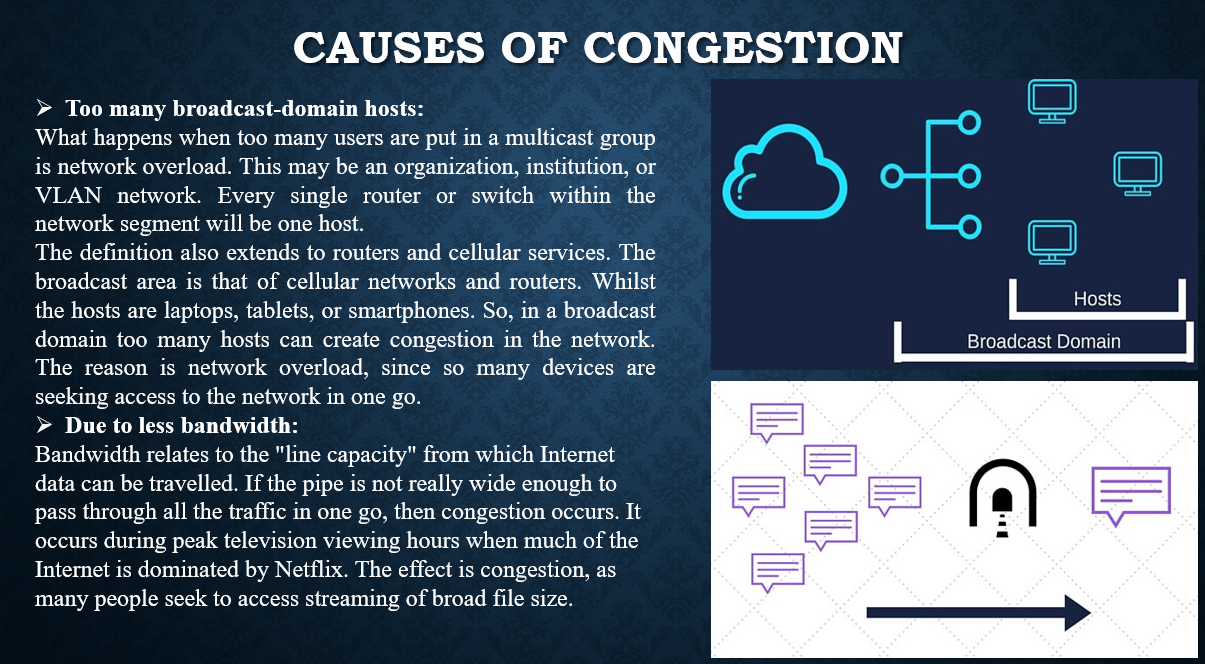 CAUSES OF CONGESTION
➢ Too many broadcast-domain hosts:
What happens when too many users are put in a multicast group
is network overload. This may be an organization, institution, or
VLAN network. Every single router or switch within the
network segment will be one host.
The definition also extends to routers and cellular services. The
broadcast area is that of cellular networks and routers. Whilst
the hosts are laptops, tablets, or smartphones. So, in a broadcast
domain too many hosts can create congestion in the network.
The reason is network overload, since so many devices are
seeking access to the network in one go.
➢ Due to less bandwidth:
Bandwidth relates to the "line capacity" from which Internet
data can be travelled. If the pipe is not really wide enough to
pass through all the traffic in one go, then congestion occurs. It
occurs during peak television viewing hours when much of the
Internet is dominated by Netflix. The effect is congestion, as
many people seek to access streaming of broad file size.
Hosts
Broadcast Domain